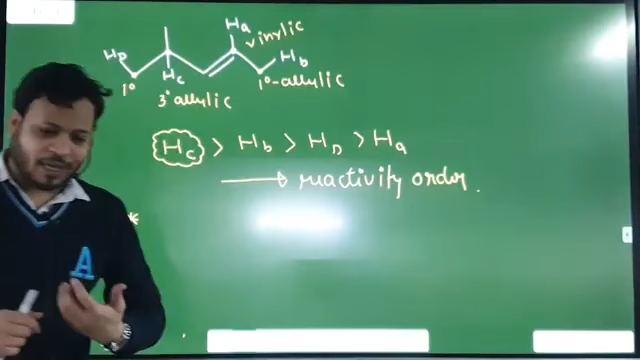 Ha
vinylic
HD
Hb
Hc
1°
1°-allylic
3° allylic
Hc > Hb > HD > Ha
→ reactivity order.
*
A